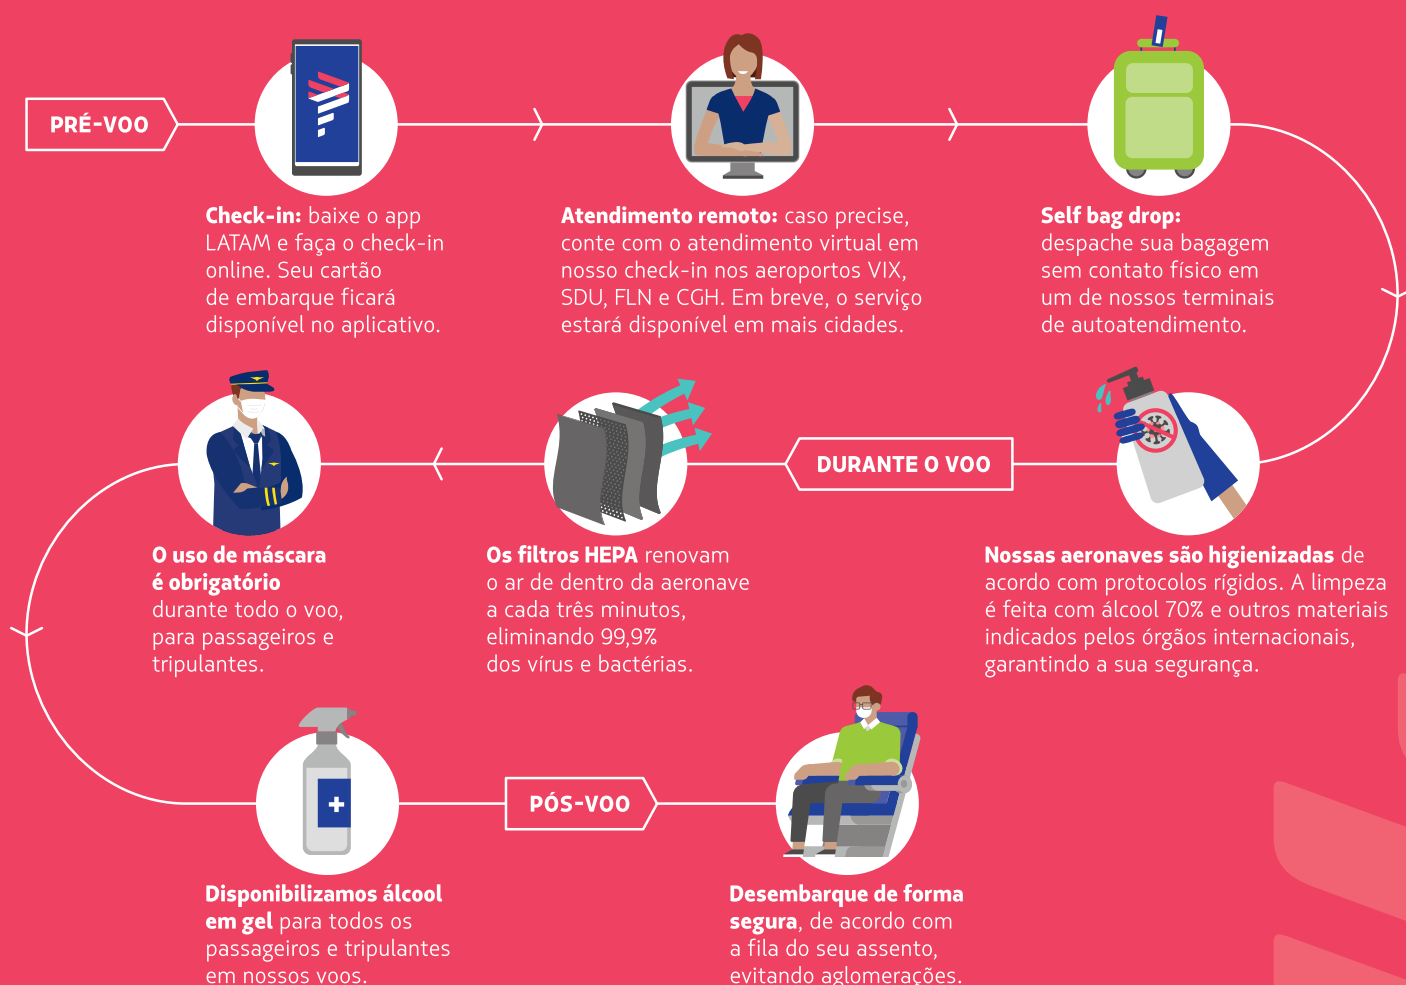 PRÉ-VOO
Check-in: baixe o app
LATAM e faça o check-in
online. Seu cartão
de embarque ficará
disponível no aplicativo.
Atendimento remoto: caso precise,
conte com o atendimento virtual em
nosso check-in nos aeroportos VIX,
SDU, FLN e CGH. Em breve, o serviço
estará disponível em mais cidades.
Self bag drop:
despache sua bagagem
sem contato físico em
um de nossos terminais
de autoatendimento.
Nossas aeronaves são higienizadas de
acordo com protocolos rígidos. A limpeza
é feita com álcool 70% e outros materiais
indicados pelos órgãos internacionais,
garantindo a sua segurança.
DURANTE O VOO
Os filtros HEPA renovam
o ar de dentro da aeronave
a cada três minutos,
eliminando 99,9%
dos vírus e bactérias.
O uso de máscara
é obrigatório
durante todo o voo,
para passageiros e
tripulantes.
Disponibilizamos álcool
em gel para todos os
passageiros e tripulantes
em nossos voos.
PÓS-VOO
Desembarque de forma
segura, de acordo com
a fila do seu assento,
evitando aglomerações.